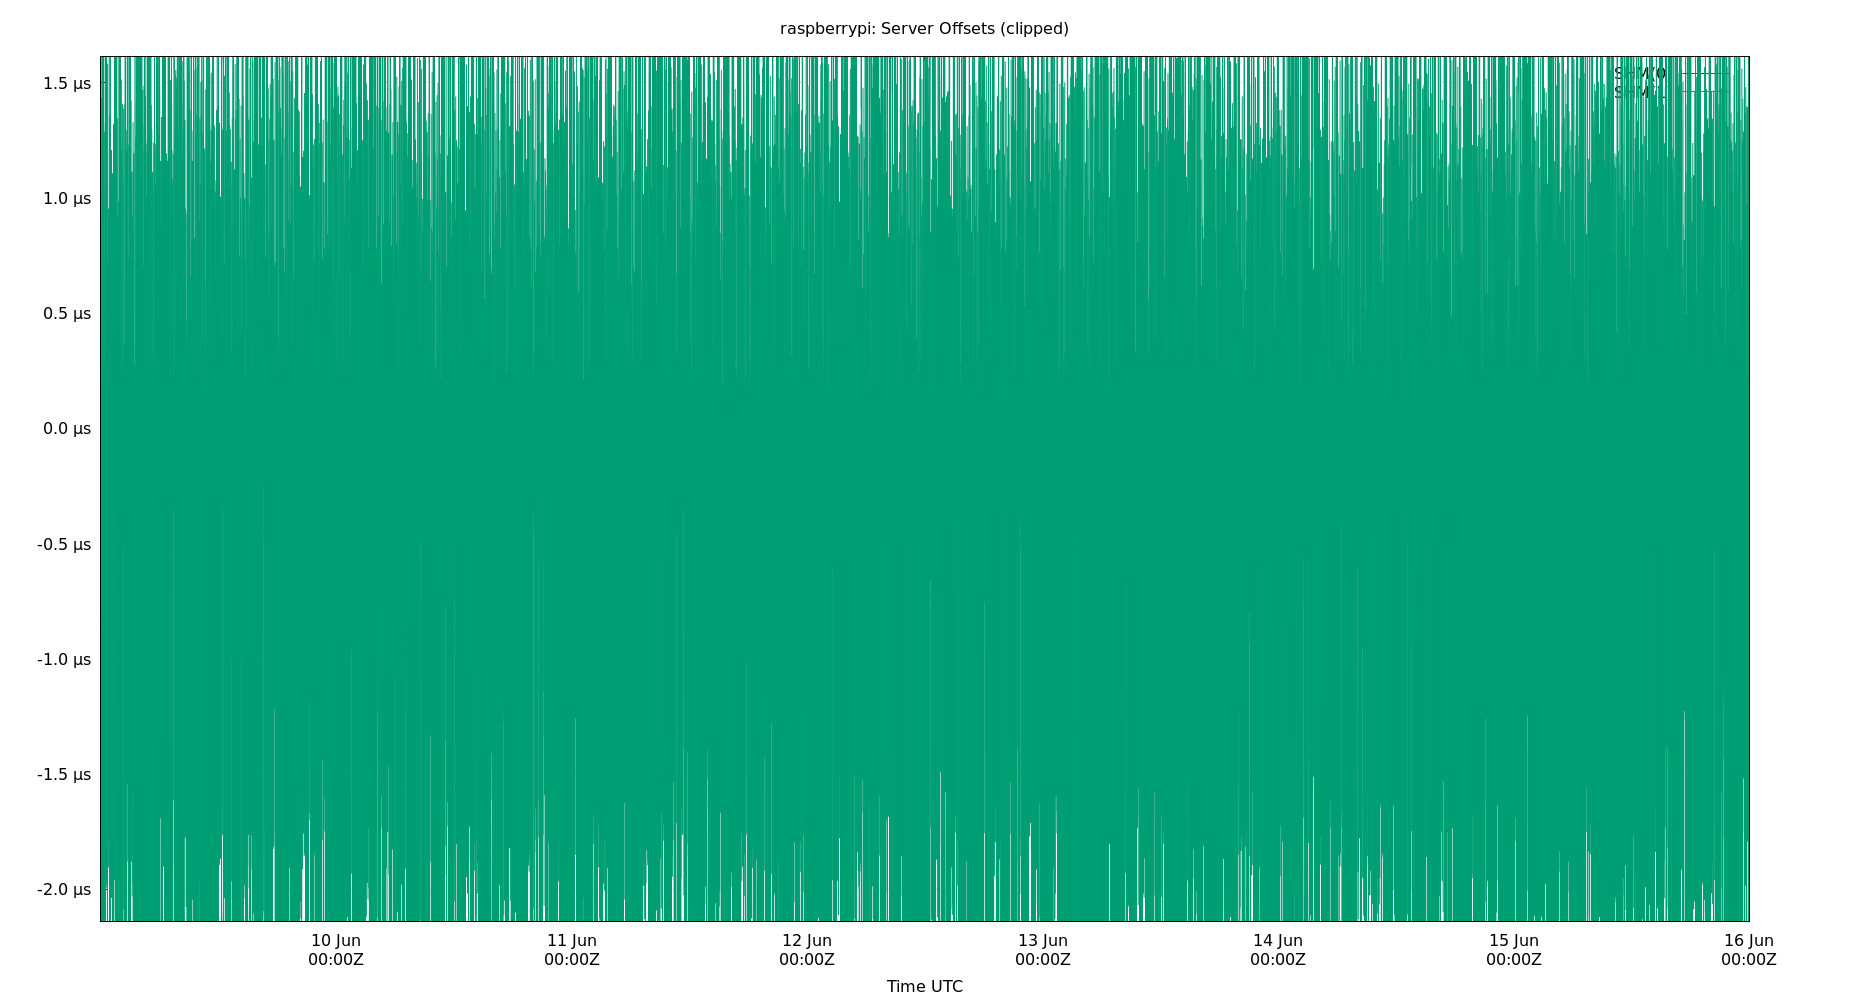 raspberrypi: Server Offsets (clipped)
1.5 µs
1.0 µs
0.5 µs
0.0 µs
-0.5 µs
-1.0 µs
-1.5 µs
-2.0 µs
SHM(0)
10 Jun 11 Jun 12 Jun 13 Jun 14 Jun 15 Jun 16 Jun
00:00Z 00:00Z 00:00Z 00:00Z 00:00Z 00:00Z 00:00Z
Time UTC